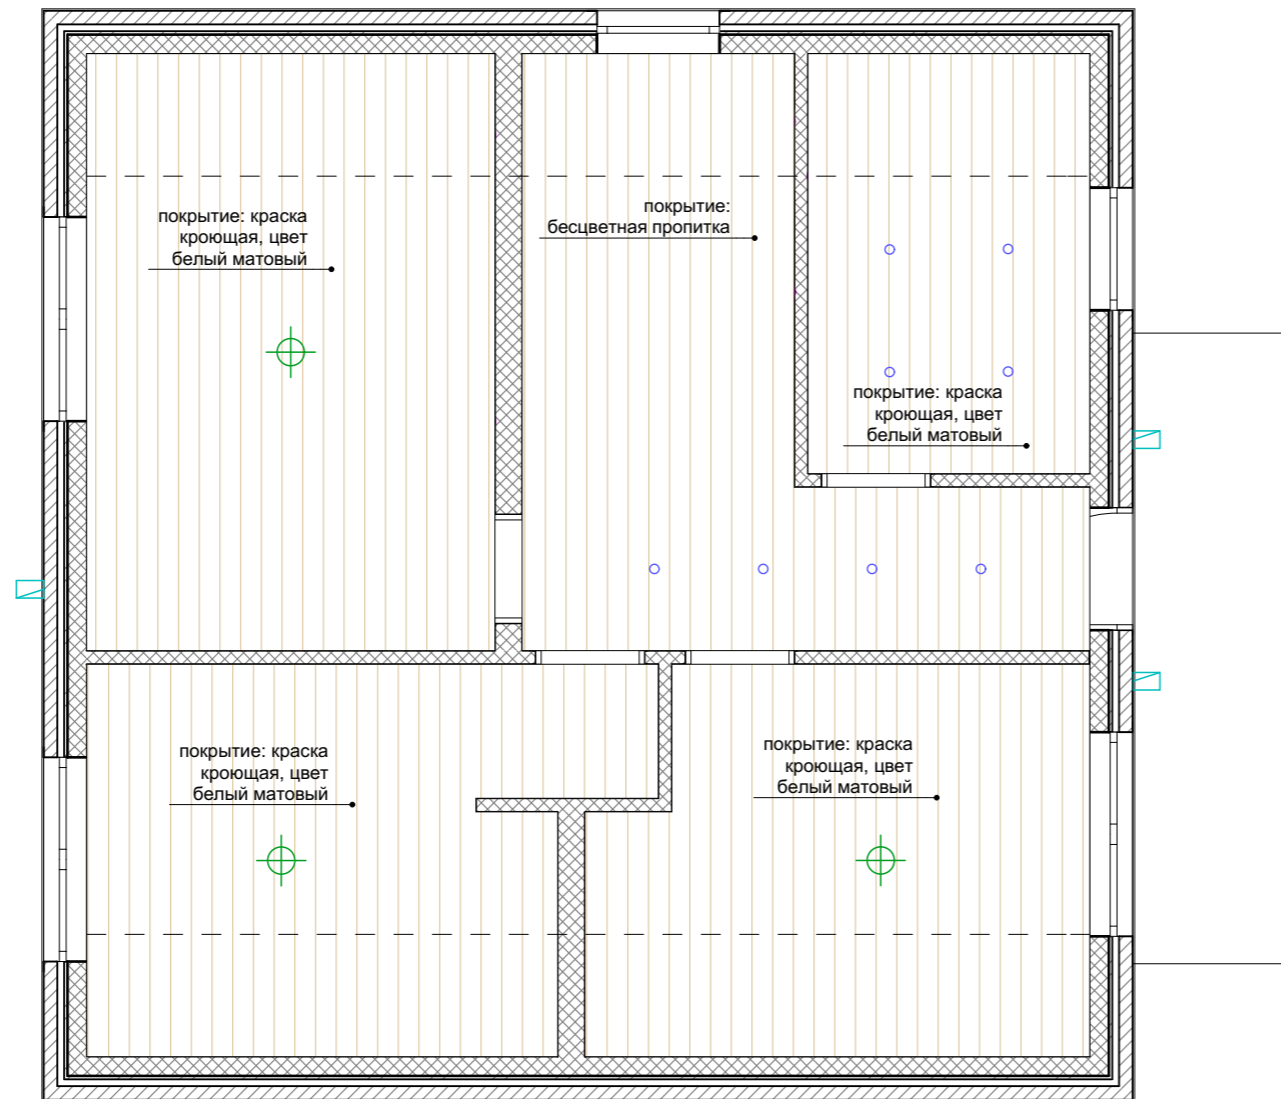 покрытие: краска
кроющая, цвет
белый матовый
покрытие:
бесцветная пропитка
покрытие: краска
кроющая, цвет
белый матовый
покрытие: краска
кроющая, цвет
белый матовый
покрытие: краска
кроющая, цвет
белый матовый